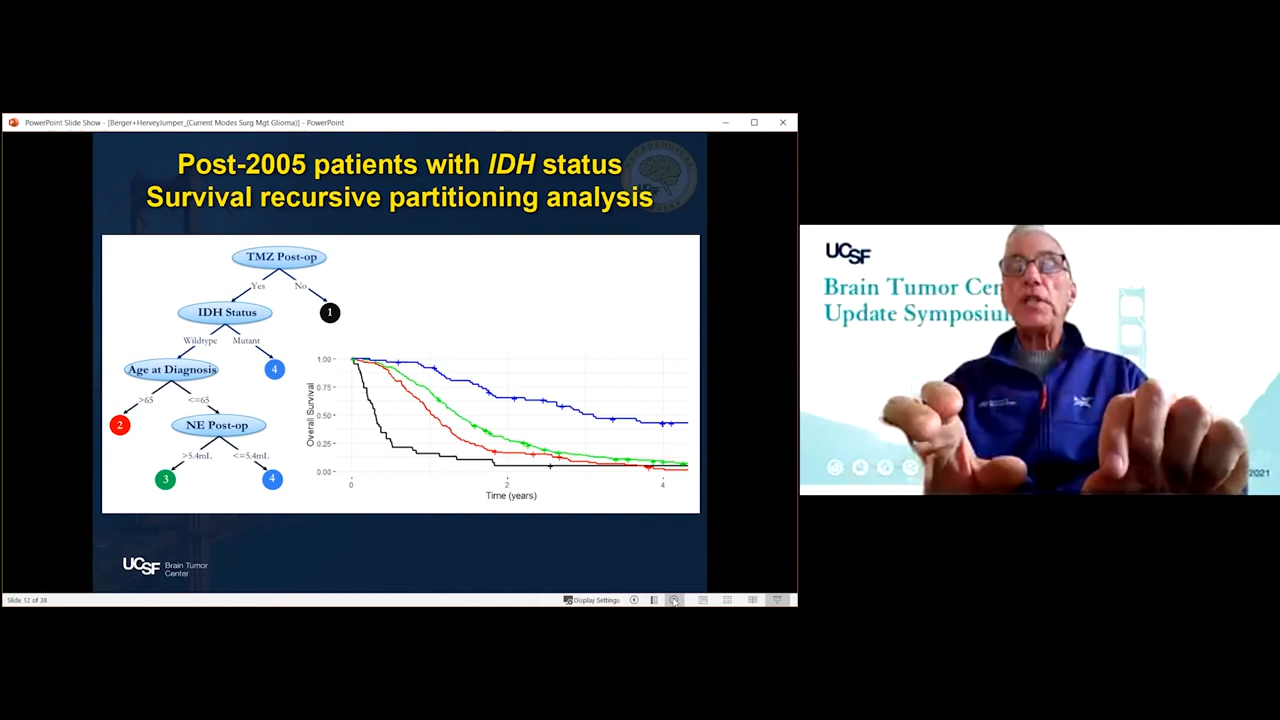 PowerPoint Slide Show - [Berger+HerveyJumper_(Current Modes Surg Mgt Glioma)] - PowerPoint
Post-2005 patients with IDH status
Survival recursive partitioning analysis
TMZ Post-op
Yes
No
IDH Status
1
Wildtype
Mutant
Age at Diagnosis
4
>65
<=65
2
NE Post-op
>5.4mL
<=5.4mL
3
4
Overall Survival
1.00
0.75
0.50
0.25
0.00
0
2
4
Time (years)
UCSF
Brain Tumor
Center
Slide 12 of 38
Display Settings
UCSF
Brain Tumor Cen
Update Symposium
2021